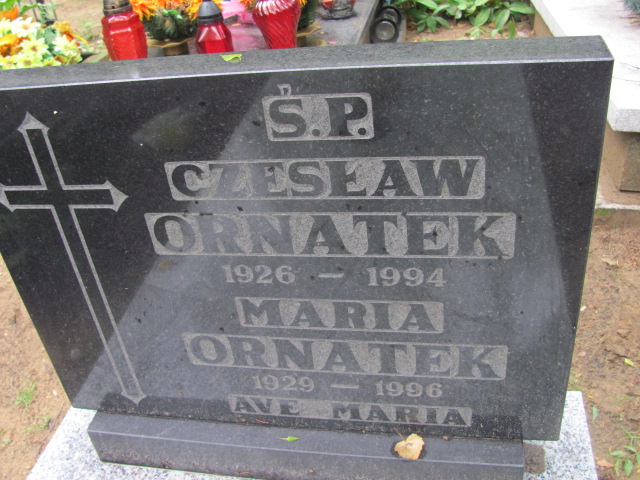 Ś.P.
CZESŁAW
ORNATEK
1926 — 1994
MARIA
ORNATEK
1929 — 1996
AVE MARIA